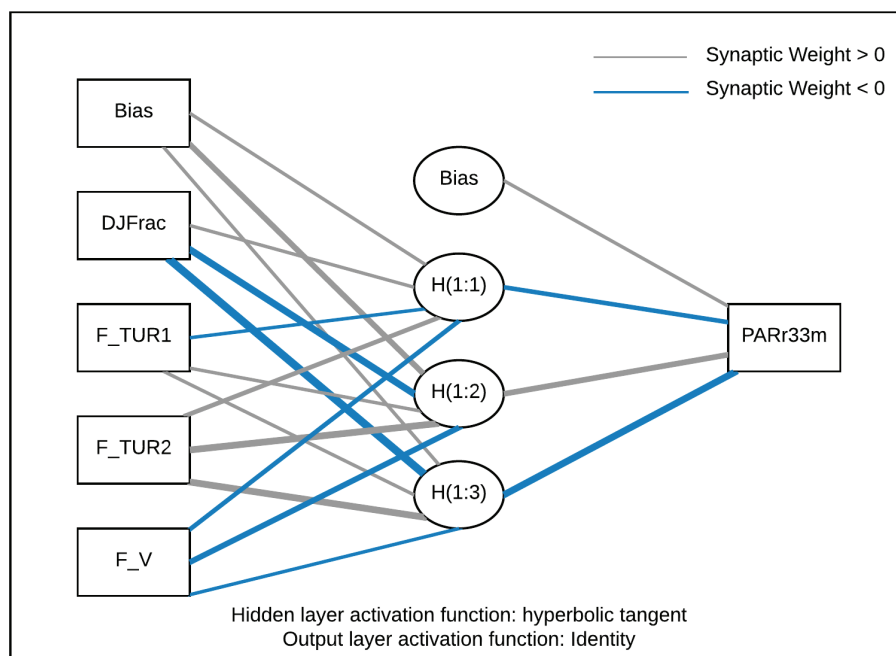 Synaptic Weight > 0
Synaptic Weight < 0
Bias
DJFrac
F_TUR1
F_TUR2
F_V
Bias
H(1:1)
H(1:2)
H(1:3)
PARr33m
Hidden layer activation function: hyperbolic tangent
Output layer activation function: Identity